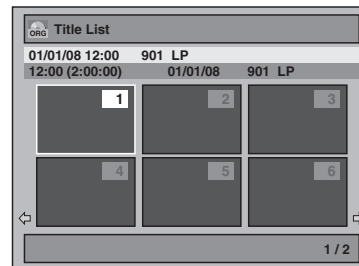 ORG Title List
01/01/08 12:00 901 LP
12:00 (2:00:00) 01/01/08 901 LP
1 2 3
4 5 6
1 / 2